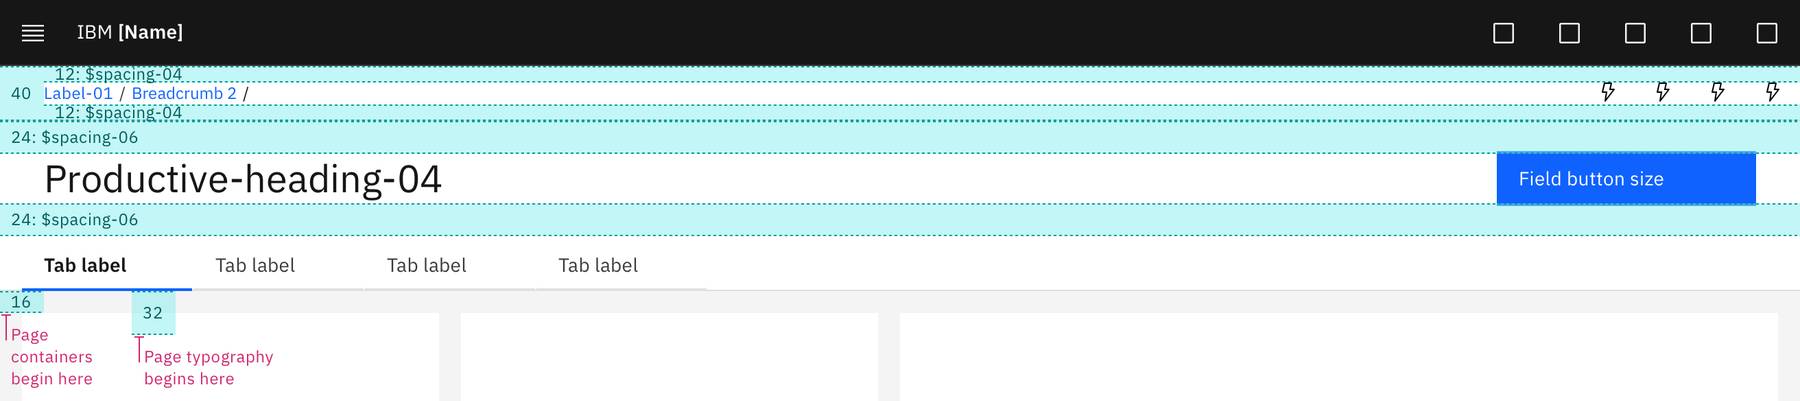 IBM [Name]
12: $spacing-04
40
Label-01 / Breadcrumb 2 /
12: $spacing-04
24: $spacing-06
Productive-heading-04
Field button size
24: $spacing-06
Tab label
Tab label
Tab label
Tab label
16
32
Page
containers
begin here
Page typography
begins here